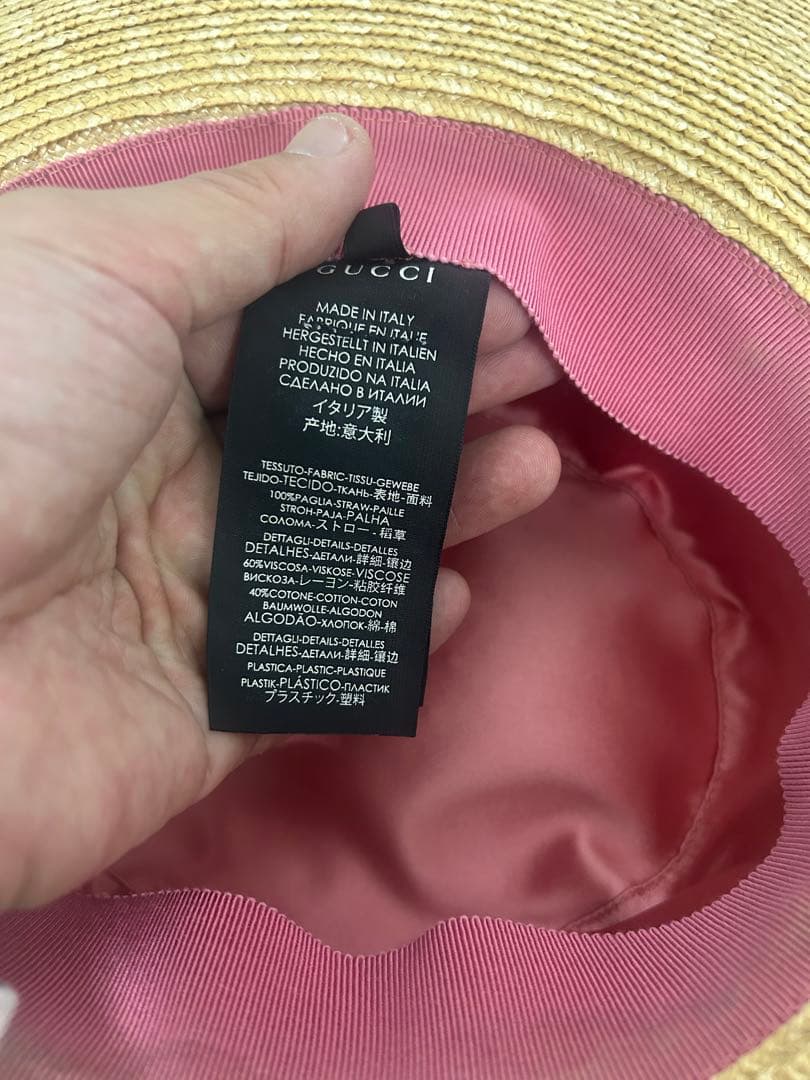 GUCCI
MADE IN ITALY
FABRIQUE EN ITALIE
HERGESTELLT IN ITALIEN
HECHO EN ITALIA
PRODUZIDO NA ITALIA
СДЕЛАНО В ИТАЛИИ
イタリア製
产地:意大利
TESSUTO-FABRIC-TISSU-GEWEBE
TEJIDO-TECIDO-ТКАНЬ-表地-面料
100%PAGLIA-STRAW-PAILLE
STROH-PAJA-PALHA
СОЛОМА-ストロー-稻草
DETTAGLI-DETAILS-DETALLES
DETALHES-ДЕТАЛИ-詳細-镶边
60%VISCOSA-VISKOSE-VISCOSE
ВИСКОЗА-レーヨン-粘胶纤维
40%COTONE-COTTON-COTON
BAUMWOLLE-ALGODON
ALGODÃO-ХЛОПОК-綿-棉
DETTAGLI-DETAILS-DETALLES
DETALHES-ДЕТАЛИ-詳細-镶边
PLASTICA-PLASTIC-PLASTIQUE
PLASTIK-PLÁSTICO-ПЛАСТИК
プラスチック-塑料